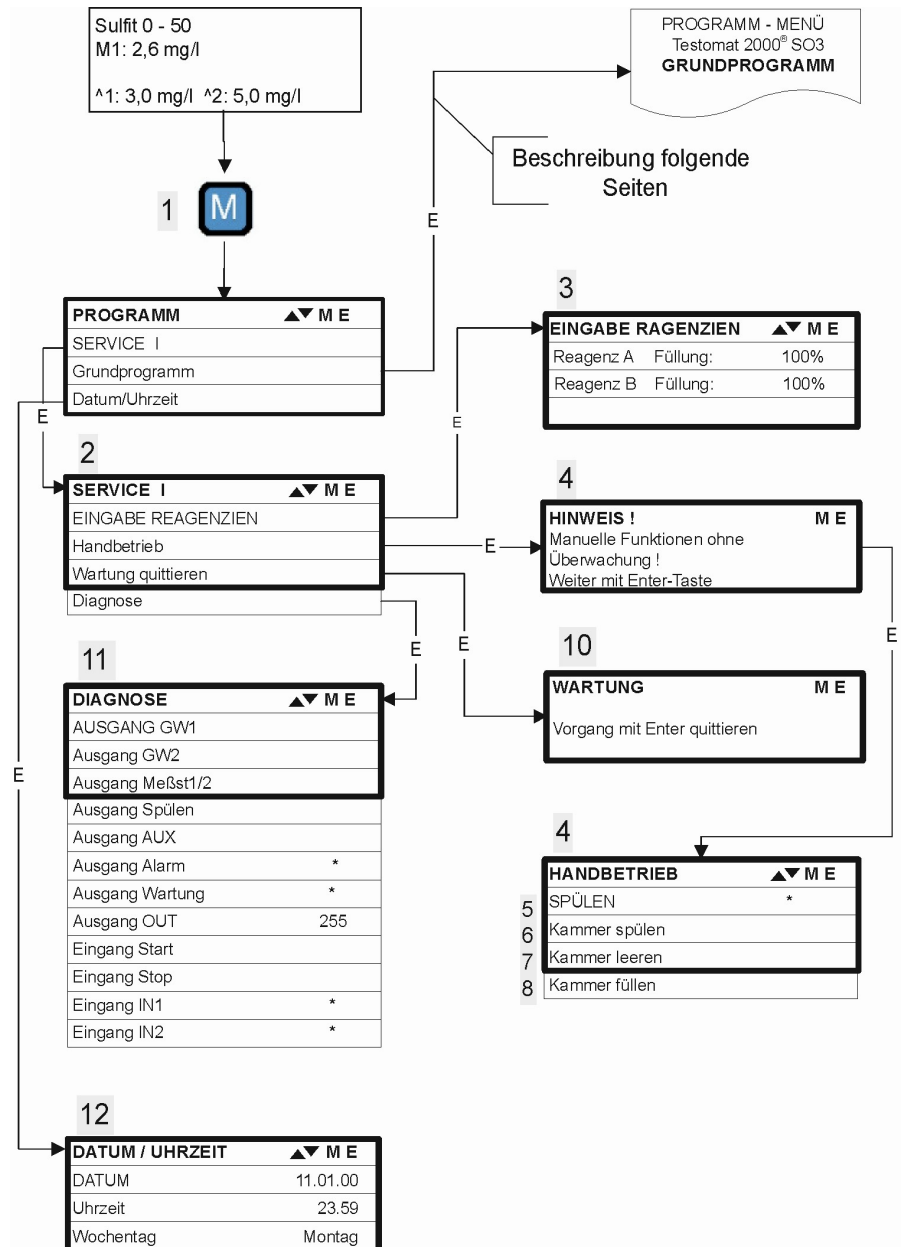 Sulfit 0 - 50
M1: 2,6 mg/l
^1: 3,0 mg/l ^2: 5,0 mg/l
PROGRAMM - MENÜ
Testomat 2000® SO3
GRUNDPROGRAMM
Beschreibung folgende
Seiten
1
M
E
PROGRAMM ▲▼ M E
SERVICE I
Grundprogramm
Datum/Uhrzeit
E
3
EINGABE RAGENZIEN ▲▼ M E
Reagenz A Füllung: 100%
Reagenz B Füllung: 100%
E
2
SERVICE I ▲▼ M E
EINGABE REAGENZIEN
Handbetrieb
Wartung quittieren
Diagnose
E
4
HINWEIS ! M E
Manuelle Funktionen ohne
Überwachung !
Weiter mit Enter-Taste
E
E
E
10
WARTUNG M E
Vorgang mit Enter quittieren
11
DIAGNOSE ▲▼ M E
AUSGANG GW1
Ausgang GW2
Ausgang Meßst1/2
Ausgang Spülen
Ausgang AUX
Ausgang Alarm *
Ausgang Wartung *
Ausgang OUT 255
Eingang Start
Eingang Stop
Eingang IN1 *
Eingang IN2 *
E
4
HANDBETRIEB ▲▼ M E
5 SPÜLEN *
6 Kammer spülen
7 Kammer leeren
8 Kammer füllen
12
DATUM / UHRZEIT ▲▼ M E
DATUM 11.01.00
Uhrzeit 23.59
Wochentag Montag